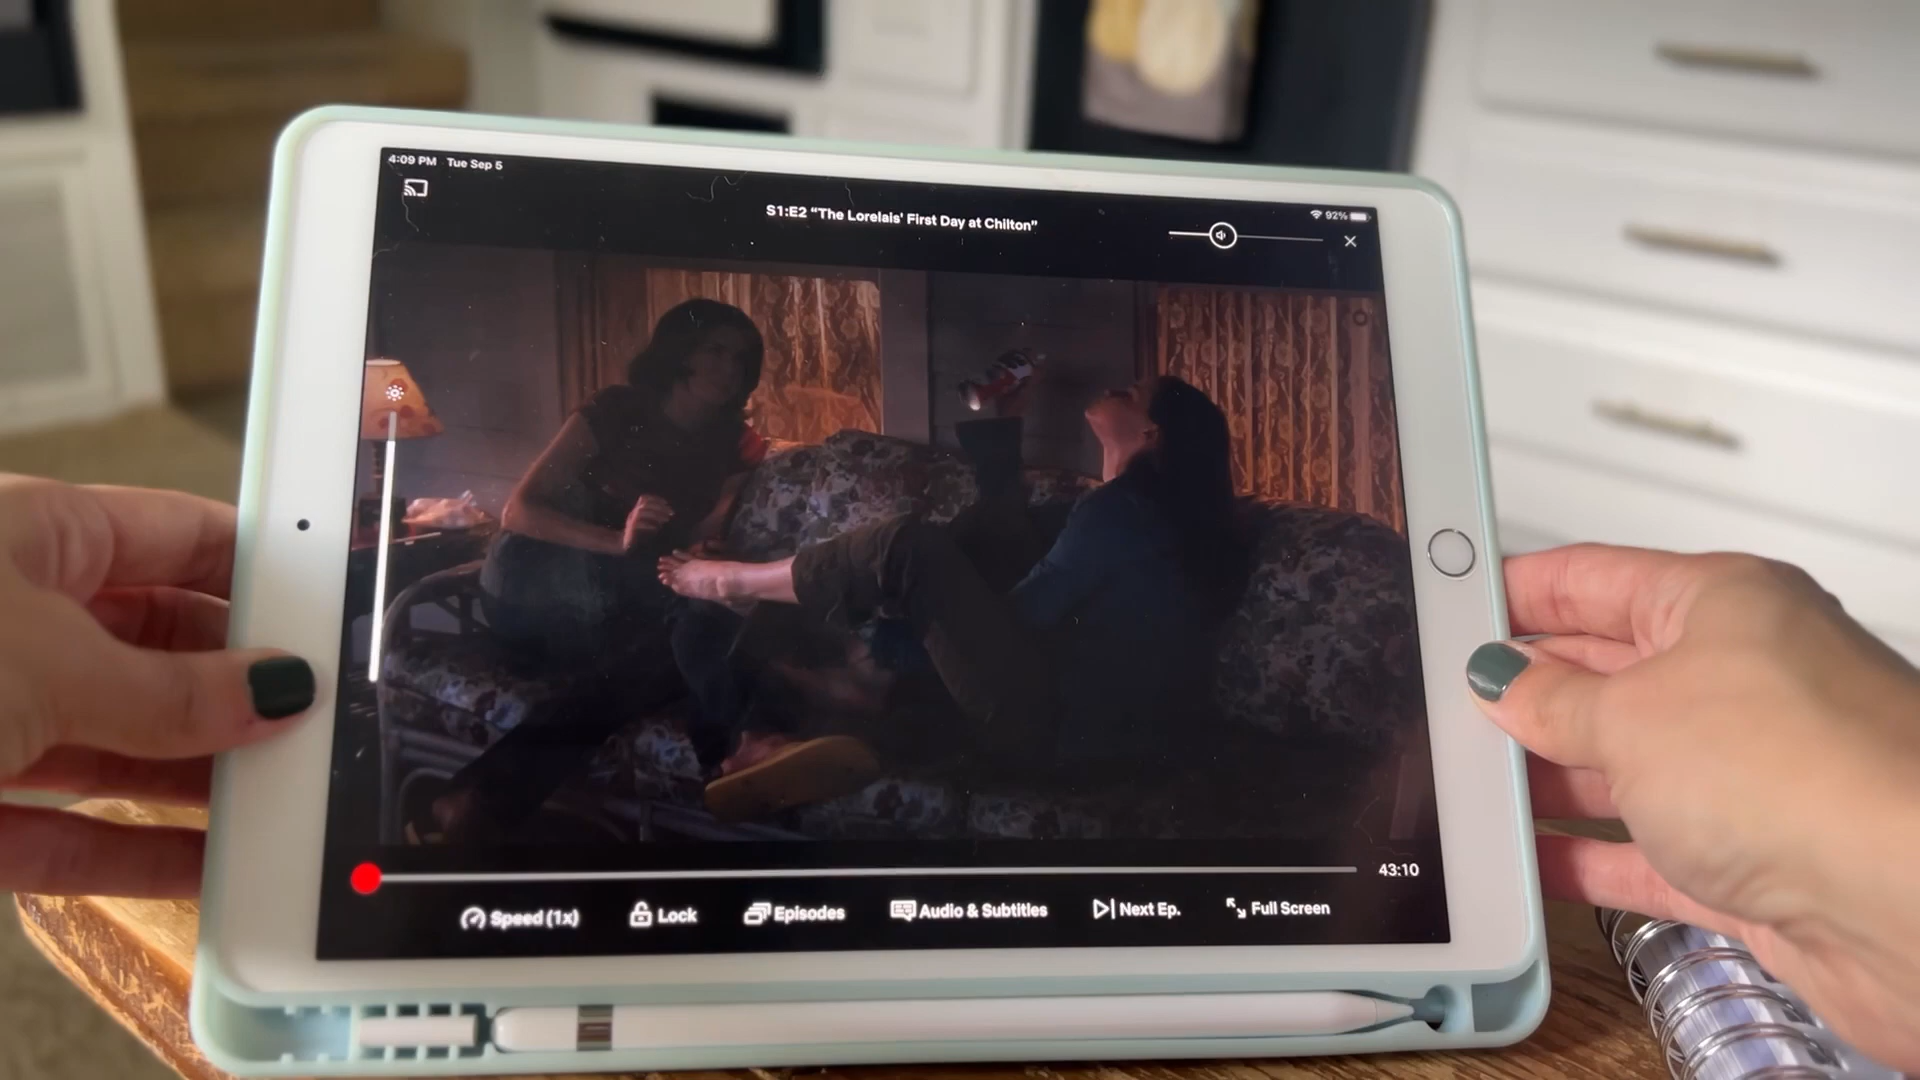 4:09 PM Tue Sep 5
92%
S1:E2 “The Lorelais' First Day at Chilton”
43:10
Speed (1x)
Lock
Episodes
Audio & Subtitles
Next Ep.
Full Screen